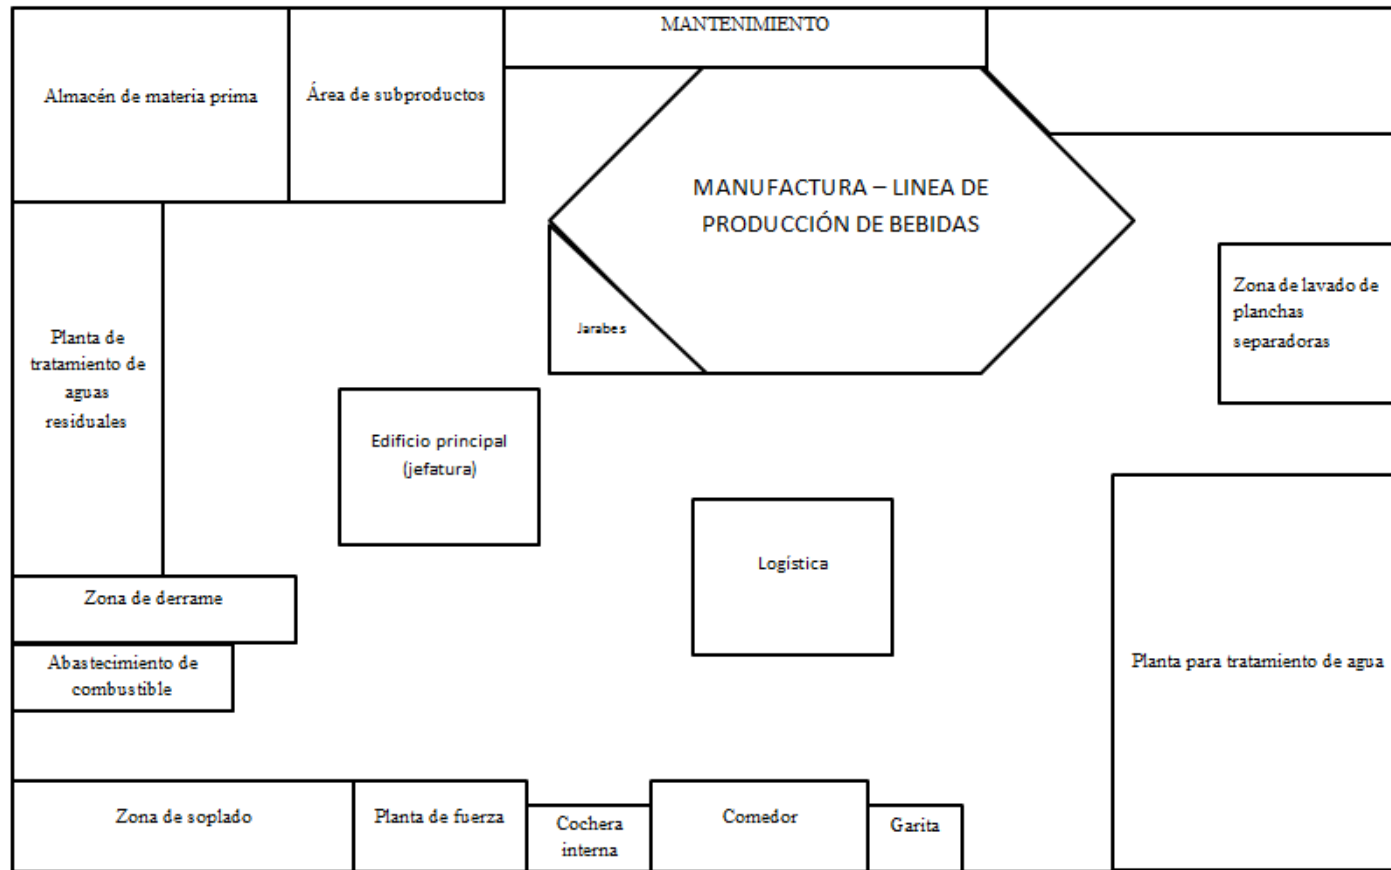 MANTENIMIENTO
Almacén de materia prima
Área de subproductos
MANUFACTURA – LINEA DE
PRODUCCIÓN DE BEBIDAS
Jarabes
Zona de lavado de
planchas
separadoras
Planta de
tratamiento de
aguas
residuales
Edificio principal
(jefatura)
Logística
Zona de derrame
Abastecimiento de
combustible
Planta para tratamiento de agua
Zona de soplado
Planta de fuerza
Cochera
interna
Comedor
Garita